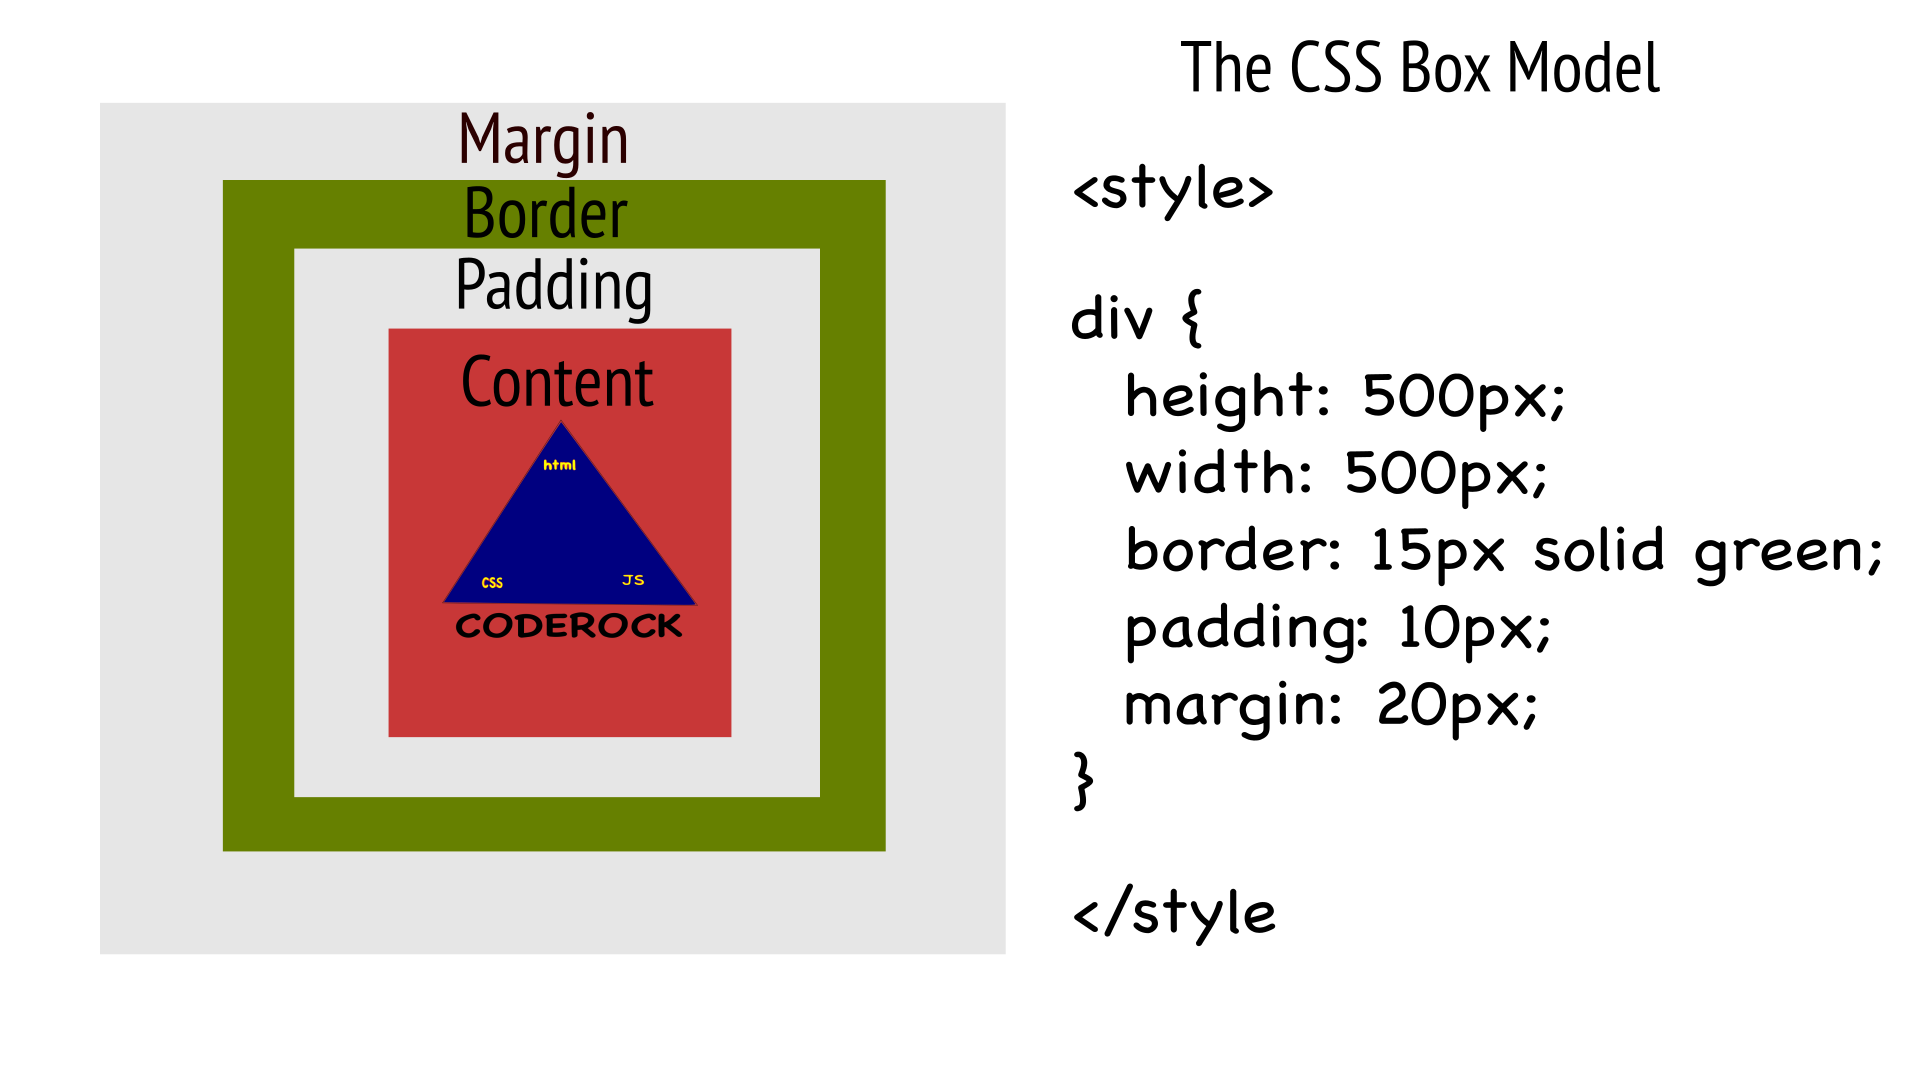 The CSS Box Model
Margin
Border
Padding
Content
html
css
JS
CODEROCK
<style>
div {
height: 500px;
width: 500px;
border: 15px solid green;
padding: 10px;
margin: 20px;
}
</style